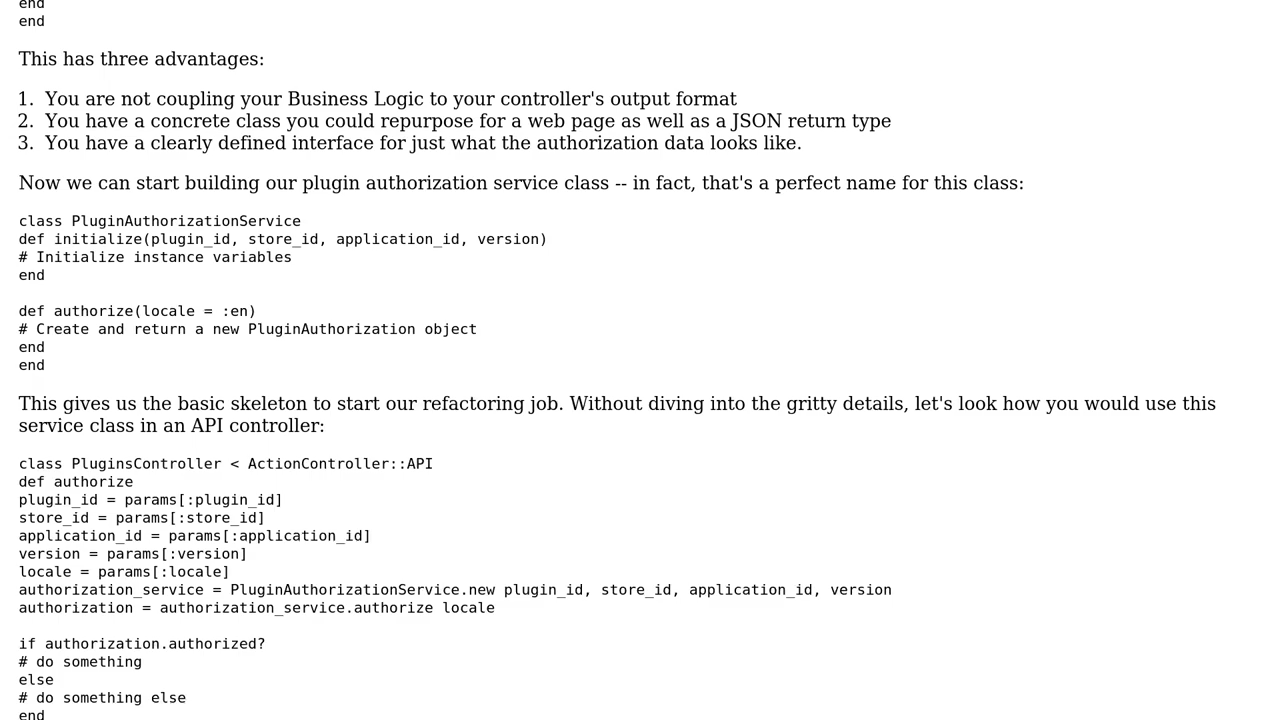 end
end
This has three advantages:
1. You are not coupling your Business Logic to your controller's output format
2. You have a concrete class you could repurpose for a web page as well as a JSON return type
3. You have a clearly defined interface for just what the authorization data looks like.
Now we can start building our plugin authorization service class -- in fact, that's a perfect name for this class:
class PluginAuthorizationService
def initialize(plugin_id, store_id, application_id, version)
# Initialize instance variables
end
def authorize(locale = :en)
# Create and return a new PluginAuthorization object
end
end
This gives us the basic skeleton to start our refactoring job. Without diving into the gritty details, let's look how you would use this
service class in an API controller:
class PluginsController < ActionController::API
def authorize
plugin_id = params[:plugin_id]
store_id = params[:store_id]
application_id = params[:application_id]
version = params[:version]
locale = params[:locale]
authorization_service = PluginAuthorizationService.new plugin_id, store_id, application_id, version
authorization = authorization_service.authorize locale
if authorization.authorized?
# do something
else
# do something else
end